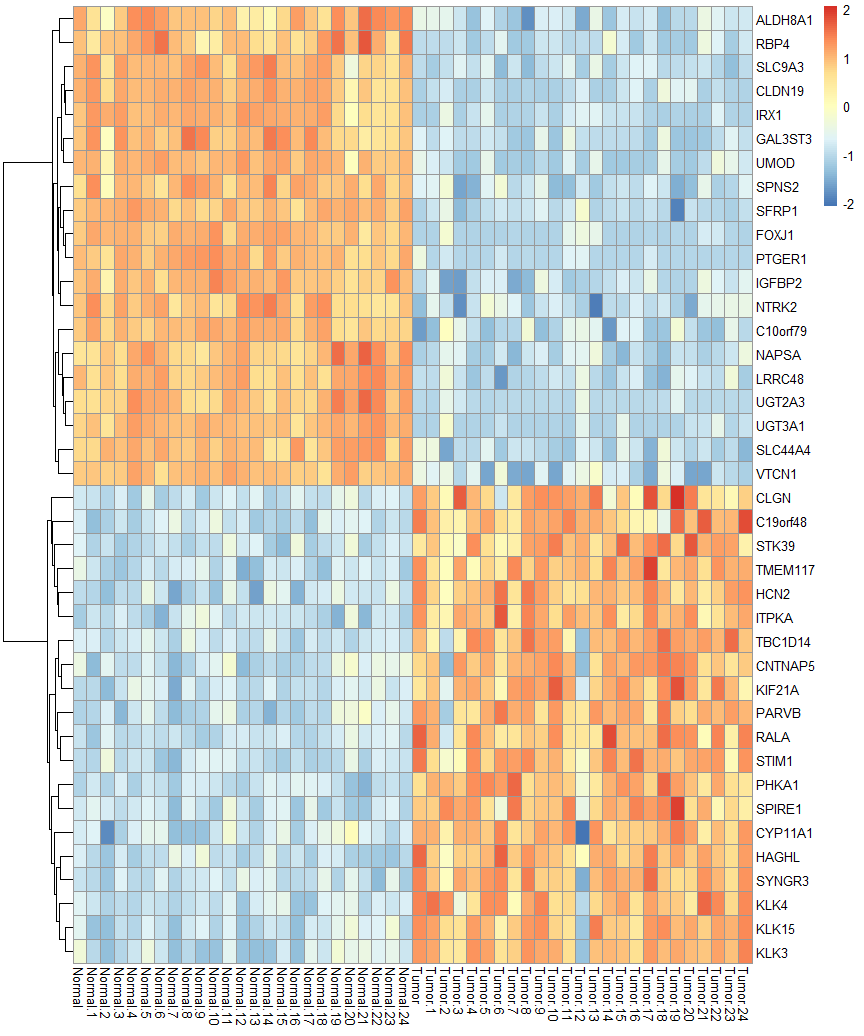 2
1
0
-1
-2
ALDH8A1
RBP4
SLC9A3
CLDN19
IRX1
GAL3ST3
UMOD
SPNS2
SFRP1
FOXJ1
PTGER1
IGFBP2
NTRK2
C10orf79
NAPSA
LRRC48
UGT2A3
UGT3A1
SLC44A4
VTCN1
CLGN
C19orf48
STK39
TMEM117
HCN2
ITPKA
TBC1D14
CNTNAP5
KIF21A
PARVB
RALA
STIM1
PHKA1
SPIRE1
CYP11A1
HAGHL
SYNGR3
KLK4
KLK15
KLK3
Normal
Normal.1
Normal.2
Normal.3
Normal.4
Normal.5
Normal.6
Normal.7
Normal.8
Normal.9
Normal.10
Normal.11
Normal.12
Normal.13
Normal.14
Normal.15
Normal.16
Normal.17
Normal.18
Normal.19
Normal.20
Normal.21
Normal.22
Normal.23
Normal.24
Tumor
Tumor.1
Tumor.2
Tumor.3
Tumor.4
Tumor.5
Tumor.6
Tumor.7
Tumor.8
Tumor.9
Tumor.10
Tumor.11
Tumor.12
Tumor.13
Tumor.14
Tumor.15
Tumor.16
Tumor.17
Tumor.18
Tumor.19
Tumor.20
Tumor.21
Tumor.22
Tumor.23
Tumor.24